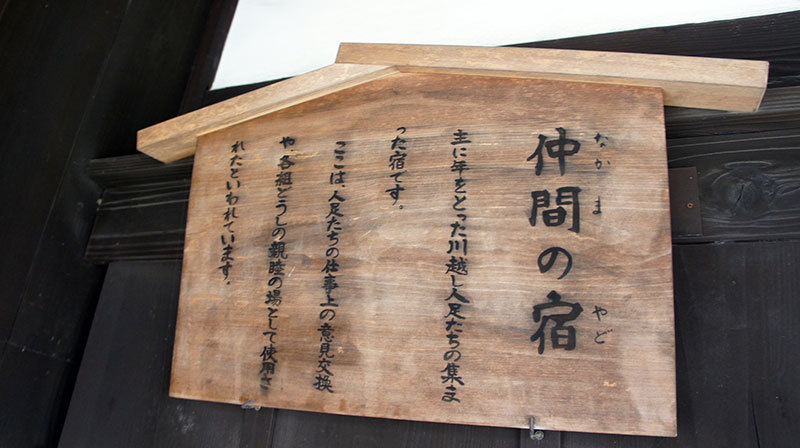 仲間の宿
なかま やど
主に年をとった川越し人足たちの集ま
った宿です。
ここは、人足たちの仕事上の意見交換
や、各組どうしの親睦の場として使用さ
れたといわれています。